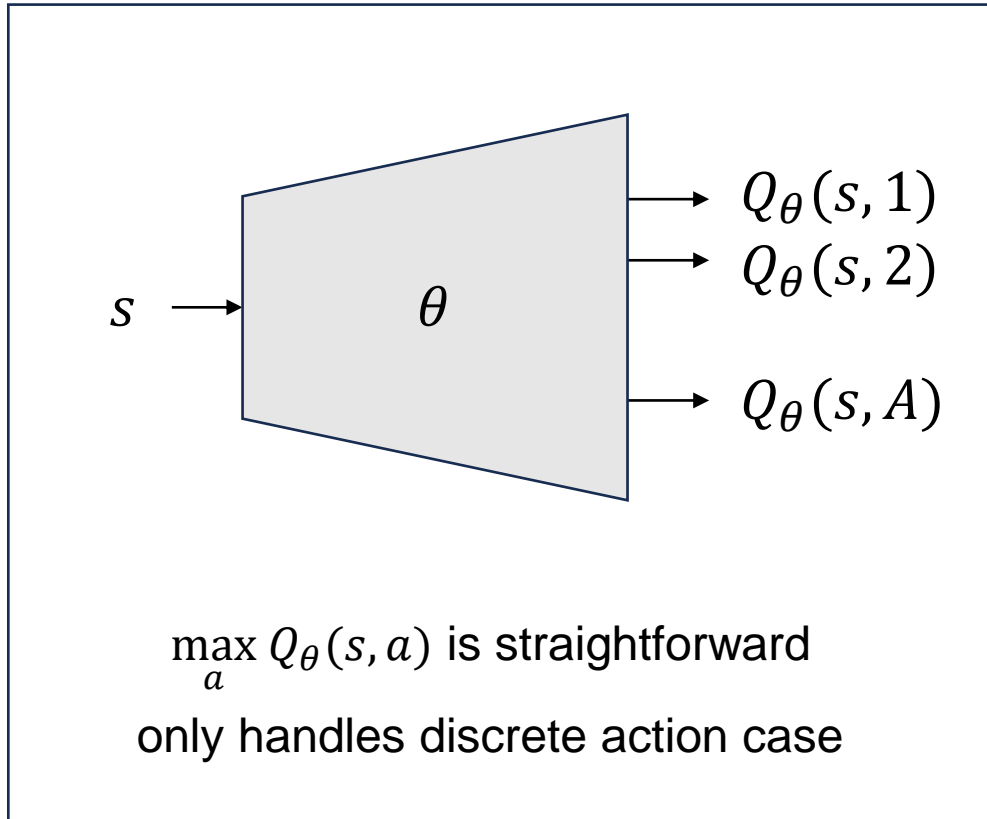 Q_θ(s, 1)
Q_θ(s, 2)
s
θ
Q_θ(s, A)
max_a Q_θ(s, a) is straightforward
only handles discrete action case